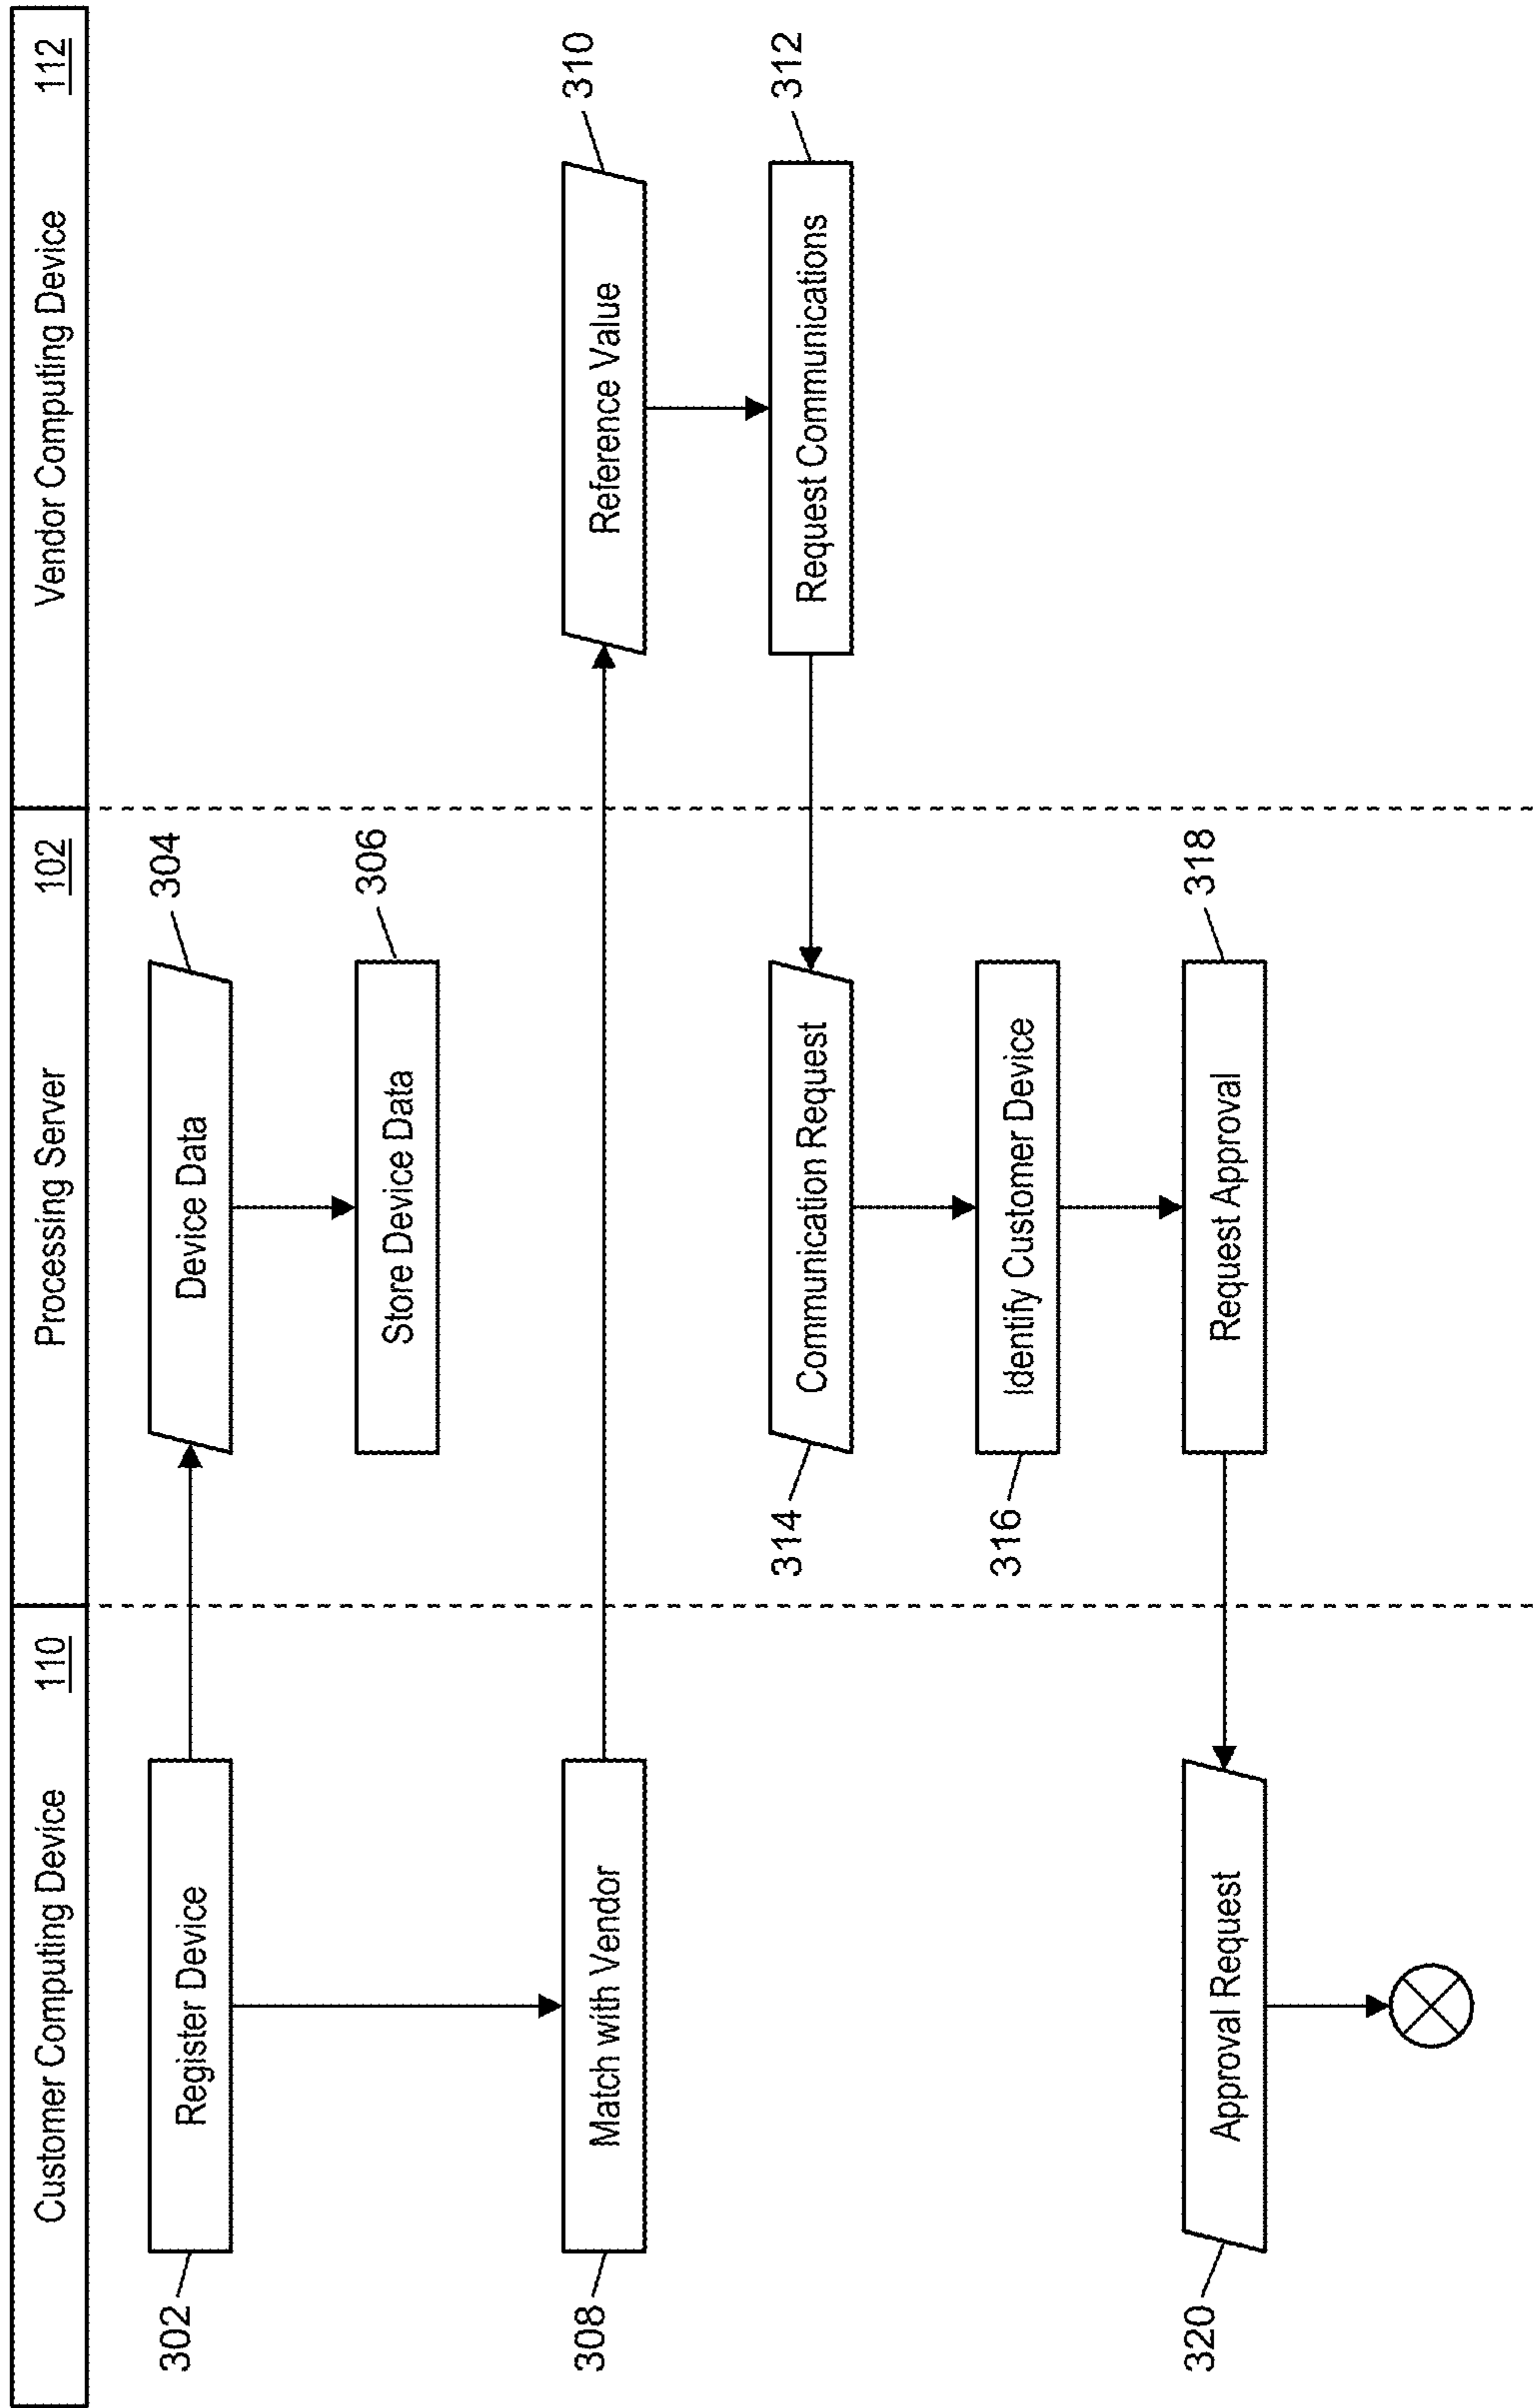 Customer Computing Device 110
Processing Server 102
Vendor Computing Device 112
302
Register Device
Device Data
304
Store Device Data
306
308
Match with Vendor
Reference Value
310
Request Communications
312
314
Communication Request
316
Identify Customer Device
Request Approval
318
320
Approval Request